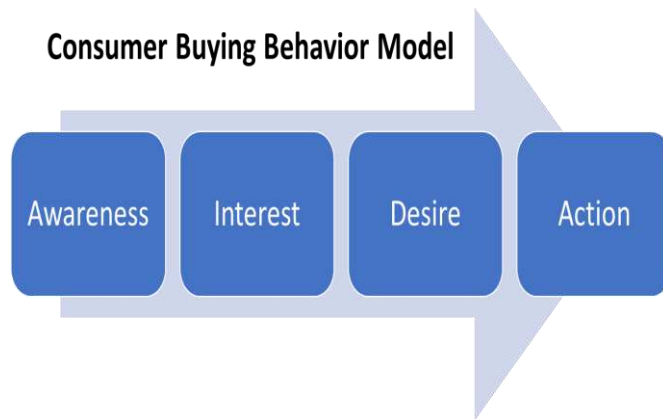 Consumer Buying Behavior Model
Awareness
Interest
Desire
Action